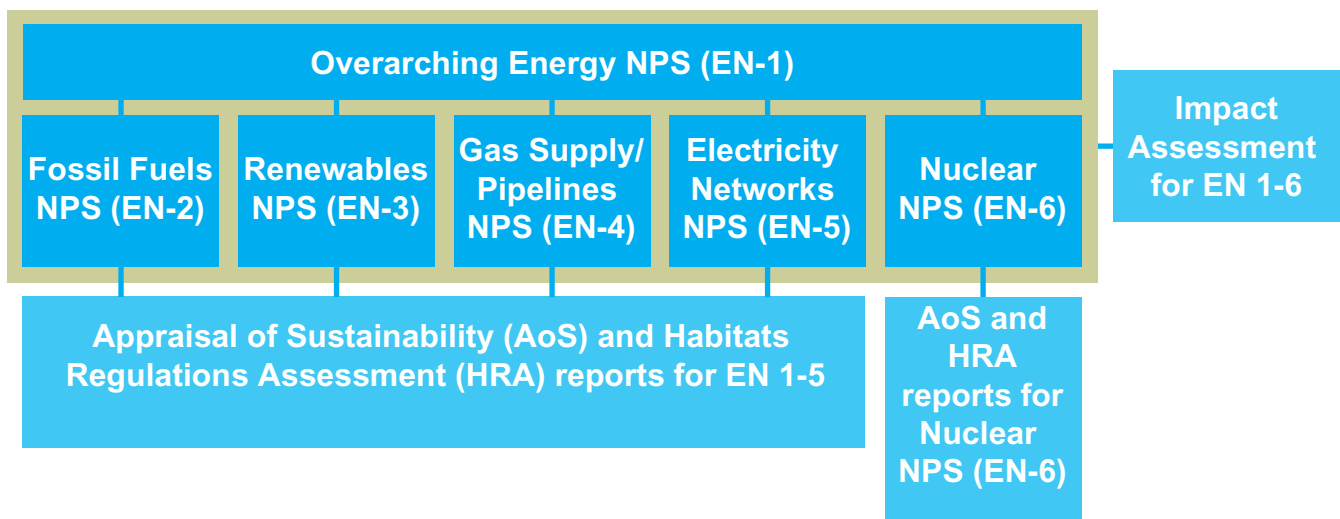 Overarching Energy NPS (EN-1)
Fossil Fuels
NPS (EN-2)
Renewables
NPS (EN-3)
Gas Supply/
Pipelines
NPS (EN-4)
Electricity
Networks
NPS (EN-5)
Nuclear
NPS (EN-6)
Impact
Assessment
for EN 1-6
Appraisal of Sustainability (AoS) and Habitats
Regulations Assessment (HRA) reports for EN 1-5
AoS and
HRA
reports for
Nuclear
NPS (EN-6)